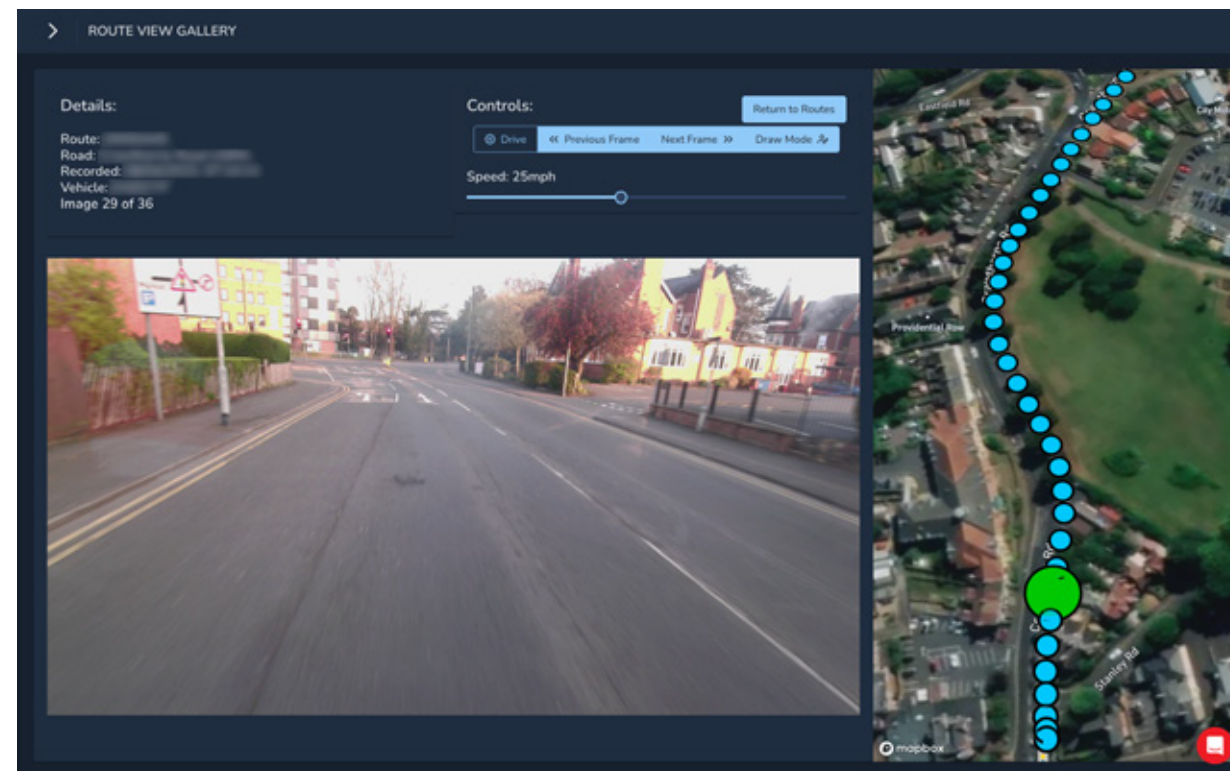 ROUTE VIEW GALLERY
Details:
Route:
Road:
Recorded:
Vehicle:
Image 29 of 36
Controls:
Return to Routes
Drive
Previous Frame
Next Frame
Draw Mode
Speed: 25mph
Eastfield Rd
Providential Row
Stanley Rd
mapbox